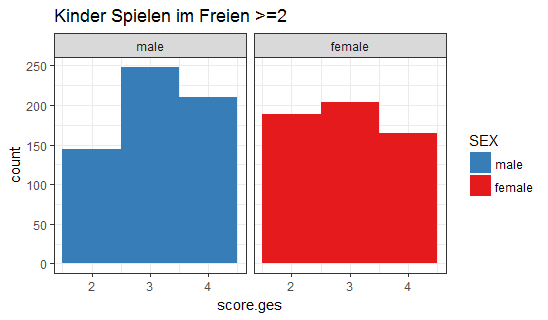 Kinder Spielen im Freien >=2
male
female
250
200
150
100
50
0
count
2
3
4
2
3
4
score.ges
SEX
male
female